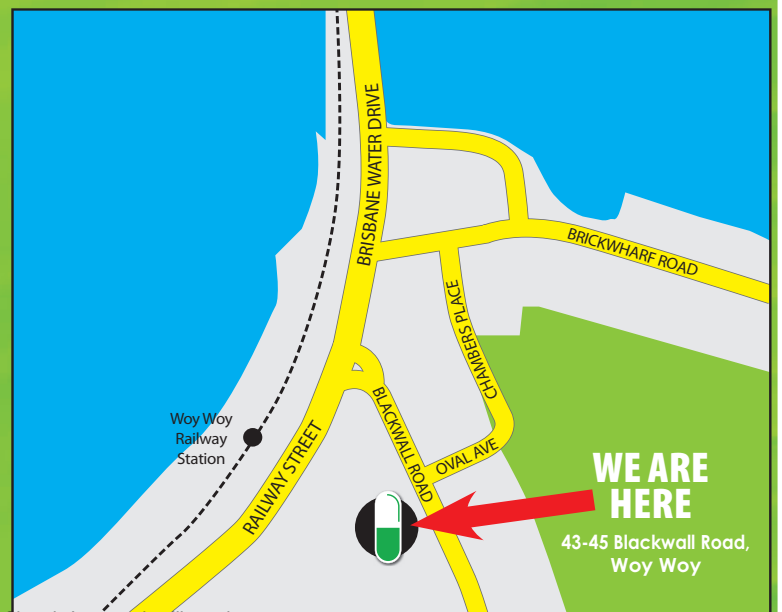 BRISBANE WATER DRIVE
BRICKWHARF ROAD
CHAMBERS PLACE
Woy Woy
Railway
Station
RAILWAY STREET
BLACKWALL ROAD
OVAL AVE
WE ARE
HERE
43-45 Blackwall Road,
Woy Woy